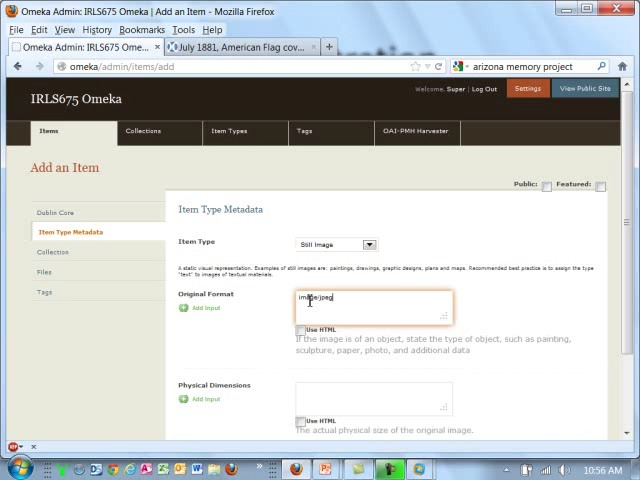 Omeka Admin: IRLS675 Omeka | Add an Item - Mozilla Firefox
File Edit View History Bookmarks Tools Help
Omeka Admin: IRLS675 Omeka | Add an It... × July 1881, American Flag cov... × +
omeka/admin/items/add
arizona memory project
IRLS675 Omeka
Welcome, Super | Log Out
Settings
View Public Site
Items Collections Item Types Tags OAI-PMH Harvester
Add an Item
Public: Featured:
Dublin Core
Item Type Metadata
Collection
Files
Tags
Item Type Metadata
Item Type
Still Image
A static visual representation. Examples of still images are: paintings, drawings, graphic designs, plans and maps. Recommended best practice is to assign the type
"text" to images of textual materials.
Original Format
image/jpeg
Add Input
Use HTML
If the image is of an object, state the type of object, such as painting,
sculpture, paper, photo, and additional data
Physical Dimensions
Add Input
Use HTML
The actual physical size of the original image.
10:56 AM